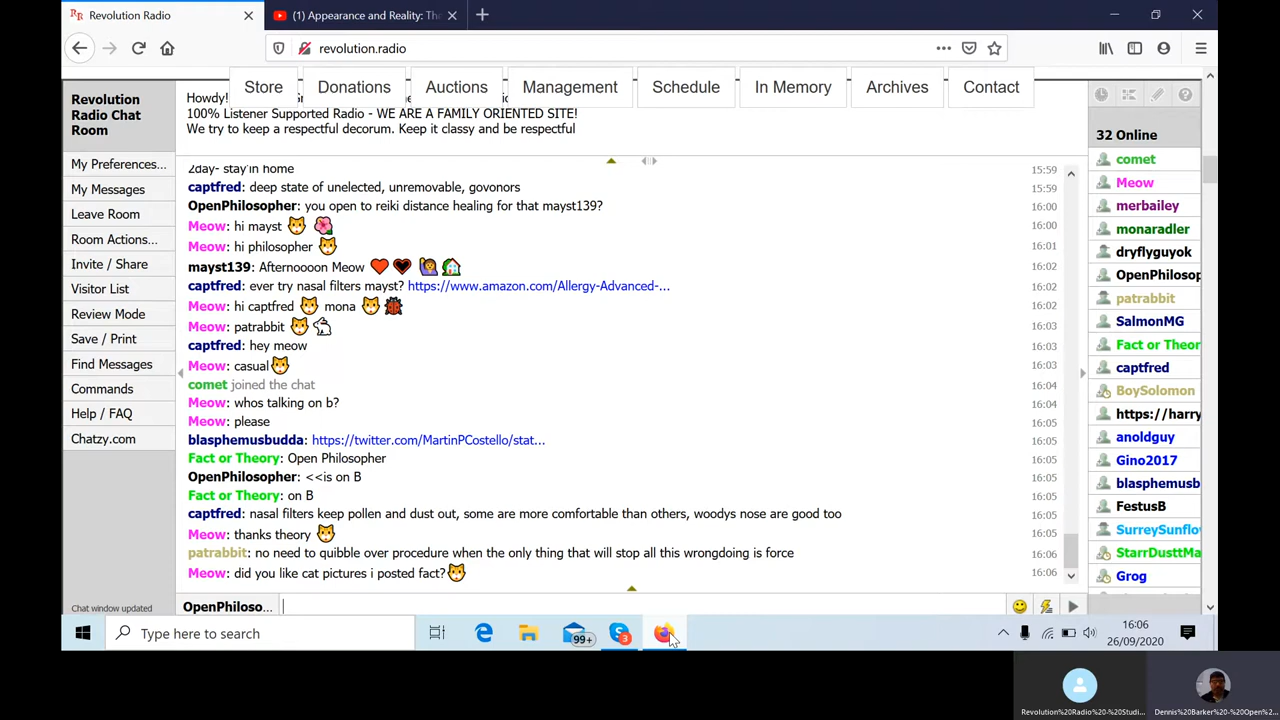 Revolution Radio
(1) Appearance and Reality: The
revolution.radio
Store
Donations
Auctions
Management
Schedule
In Memory
Archives
Contact
Revolution
Radio Chat
Room
My Preferences...
My Messages
Leave Room
Room Actions...
Invite / Share
Visitor List
Review Mode
Save / Print
Find Messages
Commands
Help / FAQ
Chatzy.com
Chat window updated
Howdy!
100% Listener Supported Radio - WE ARE A FAMILY ORIENTED SITE!
We try to keep a respectful decorum. Keep it classy and be respectful
2day- stay'in home 15:59
captfred: deep state of unelected, unremovable, govonors 15:59
OpenPhilosopher: you open to reiki distance healing for that mayst139? 16:00
Meow: hi mayst 16:00
Meow: hi philosopher 16:01
mayst139: Afternoooon Meow 16:02
captfred: ever try nasal filters mayst? https://www.amazon.com/Allergy-Advanced-... 16:02
Meow: hi captfred mona 16:02
Meow: patrabbit 16:03
captfred: hey meow 16:03
Meow: casual 16:03
comet joined the chat 16:04
Meow: whos talking on b? 16:04
Meow: please 16:05
blasphemusbudda: https://twitter.com/MartinPCostello/stat... 16:05
Fact or Theory: Open Philosopher 16:05
OpenPhilosopher: <<is on B 16:05
Fact or Theory: on B 16:05
captfred: nasal filters keep pollen and dust out, some are more comfortable than others, woodys nose are good too 16:05
Meow: thanks theory 16:05
patrabbit: no need to quibble over procedure when the only thing that will stop all this wrongdoing is force 16:06
Meow: did you like cat pictures i posted fact? 16:06
OpenPhiloso...
32 Online
comet
Meow
merbailey
monaradler
dryflyguyok
OpenPhilosop
patrabbit
SalmonMG
Fact or Theor
captfred
BoySolomon
https://harry
anoldguy
Gino2017
blasphemusb
FestusB
SurreySunflow
StarrDusttMa
Grog
Type here to search
99+
3
16:06
26/09/2020
Revolution%20Radio%20-%20Studi...
Dennis%20Barker%20-%20Open%2...